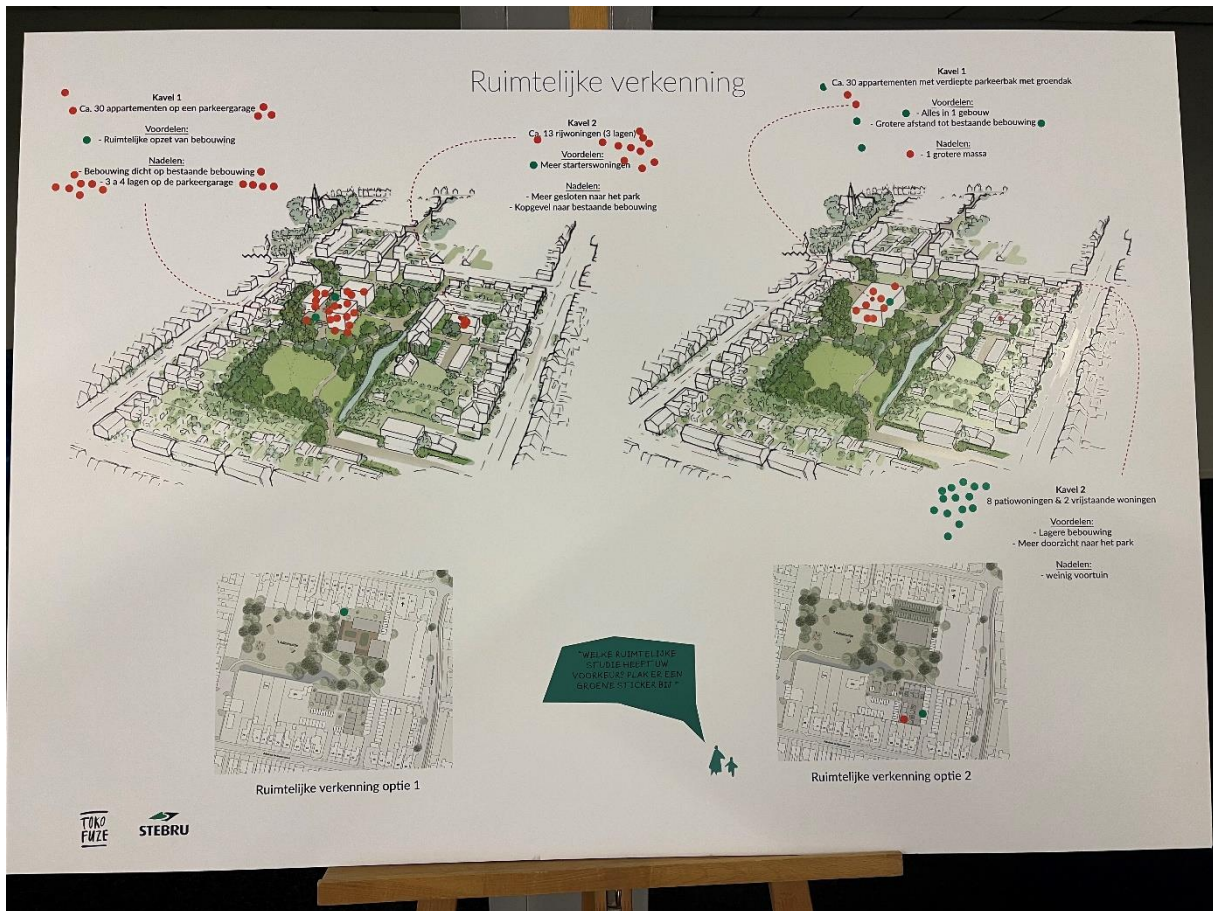 Ruimtelijke verkenning
Kavel 1
Ca. 30 appartementen op een parkeergarage
Voordelen:
- Ruimtelijke opzet van bebouwing
Nadelen:
- Bebouwing dicht op bestaande bebouwing
- 3 a 4 lagen op de parkeergarage
Kavel 2
Ca. 13 rijwoningen (3 lagen)
Voordelen:
- Meer starterswoningen
Nadelen:
- Meer gesloten naar het park
- Kopgevel naar bestaande bebouwing
Kavel 1
Ca. 30 appartementen met verdiepte parkeerbak met groendak
Voordelen:
- Alles in 1 gebouw
- Grotere afstand tot bestaande bebouwing
Nadelen:
- 1 grotere massa
Kavel 2
8 patiowoningen & 2 vrijstaande woningen
Voordelen:
- Lagere bebouwing
- Meer doorzicht naar het park
Nadelen:
- weinig voortuin
"WELKE RUIMTELIJKE
STUDIE HEEFT UW
VOORKEUR? PLAK ER EEN
GROENE STICKER BIJ."
Ruimtelijke verkenning optie 1
Ruimtelijke verkenning optie 2
TOKO
FUZE
STEBRU